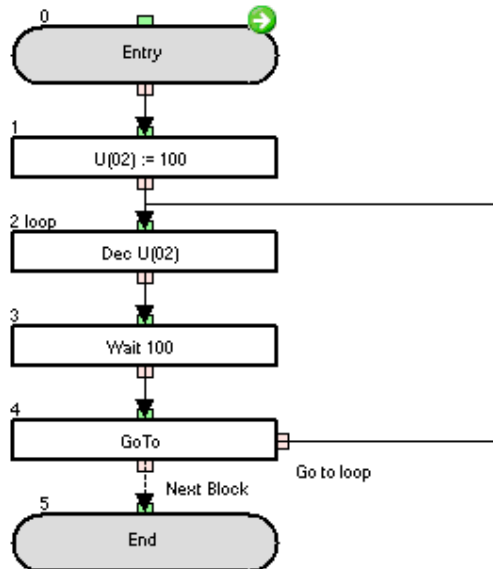 0
Entry
1
U(02) := 100
2 loop
Dec U(02)
3
Wait 100
4
GoTo
Go to loop
Next Block
5
End